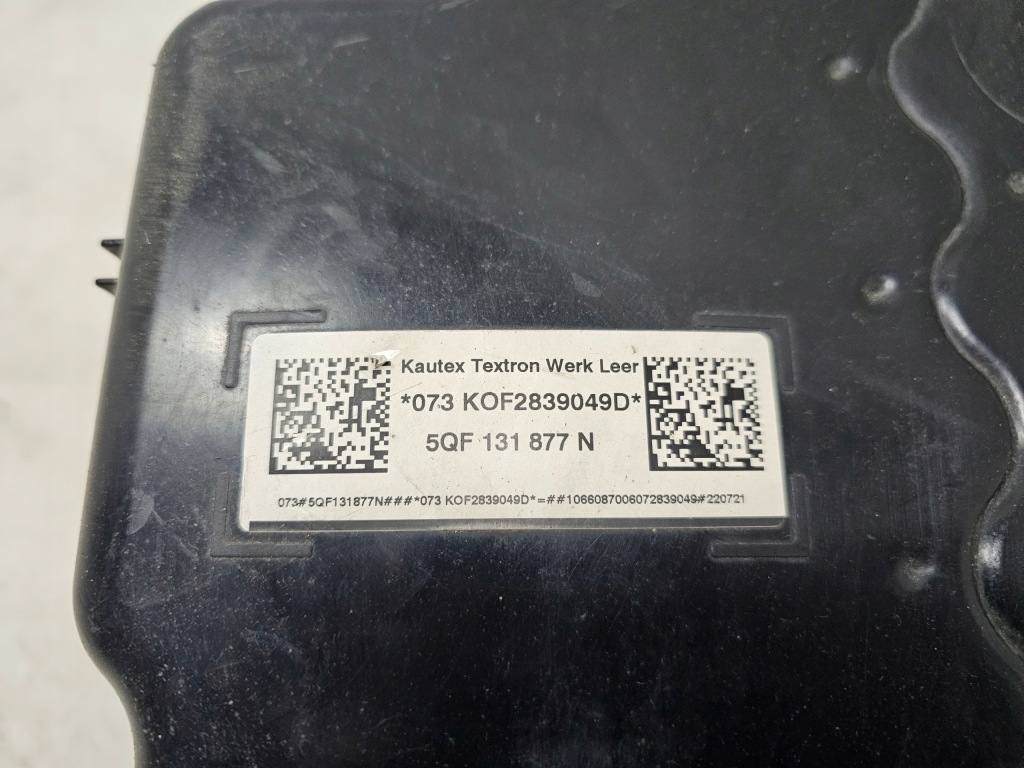 Kautex Textron Werk Leer
*073 KOF2839049D*
5QF 131 877 N
073#5QF131877N###*073 KOF2839049D*=##1066087006072839049#220721